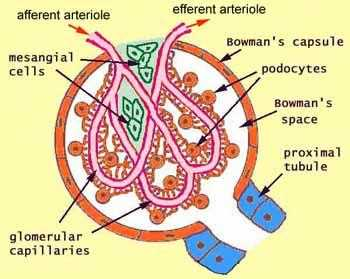 afferent arteriole
efferent arteriole
mesangial
cells
Bowman's capsule
podocytes
Bowman's
space
proximal
tubule
glomerular
capillaries